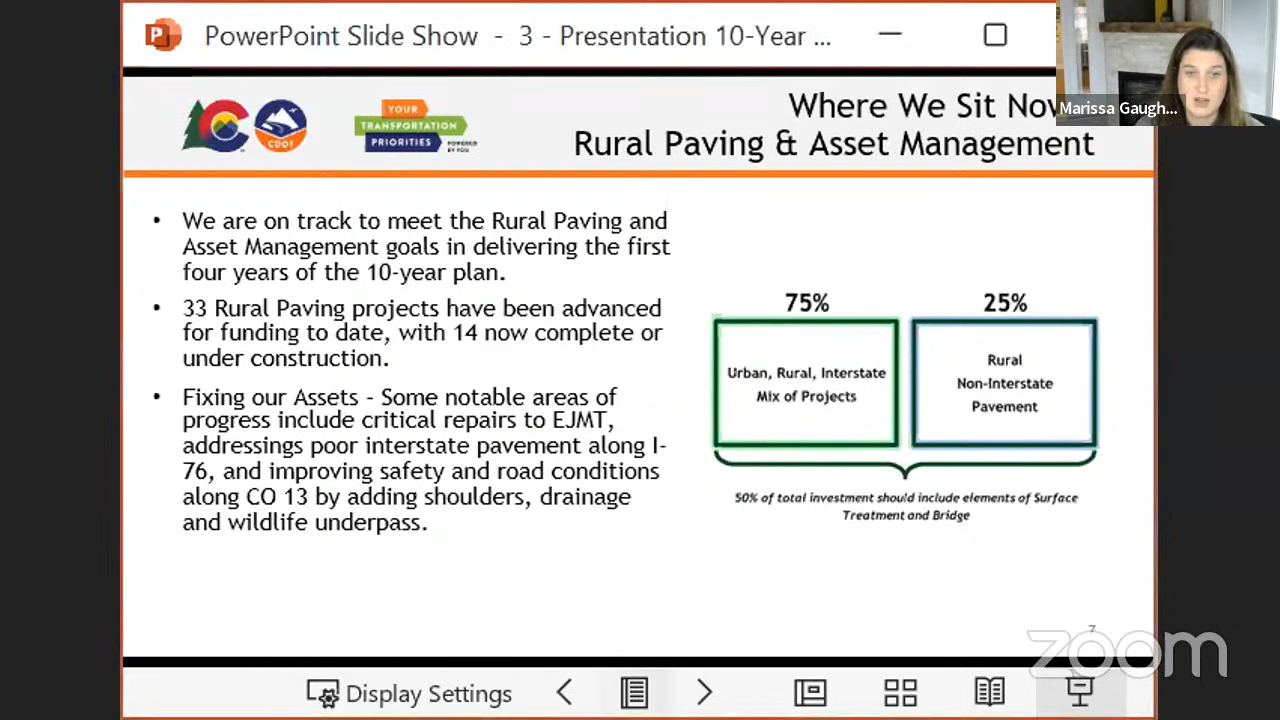 PowerPoint Slide Show - 3 - Presentation 10-Year ...
Marissa Gaugh...
CDOT
YOUR
TRANSPORTATION
PRIORITIES
POWERED
BY YOU
Where We Sit Now
Rural Paving & Asset Management
• We are on track to meet the Rural Paving and
Asset Management goals in delivering the first
four years of the 10-year plan.
• 33 Rural Paving projects have been advanced
for funding to date, with 14 now complete or
under construction.
• Fixing our Assets - Some notable areas of
progress include critical repairs to EJMT,
addressings poor interstate pavement along I-
76, and improving safety and road conditions
along CO 13 by adding shoulders, drainage
and wildlife underpass.
75%
Urban, Rural, Interstate
Mix of Projects
25%
Rural
Non-Interstate
Pavement
50% of total investment should include elements of Surface
Treatment and Bridge
7
zoom
Display Settings